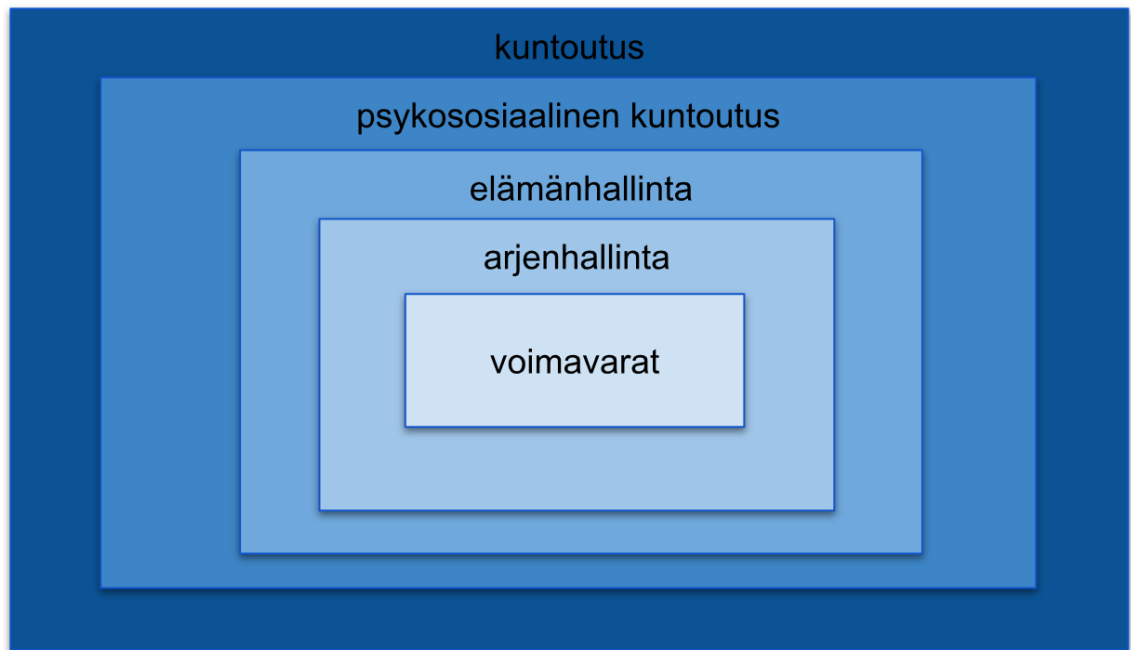 kuntoutus
psykososiaalinen kuntoutus
elämänhallinta
arjenhallinta
voimavarat